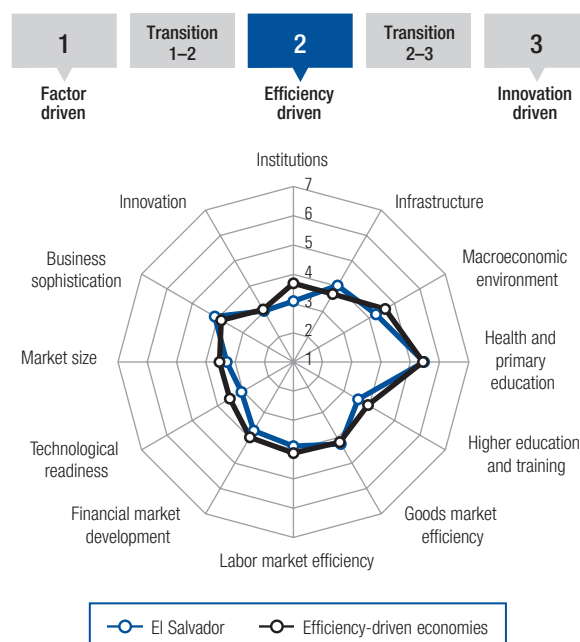 1
Transition
1–2
2
Transition
2–3
3
Factor
driven
Efficiency
driven
Innovation
driven
Institutions
Infrastructure
Macroeconomic
environment
Health and
primary
education
Higher education
and training
Goods market
efficiency
Labor market efficiency
Financial market
development
Technological
readiness
Market size
Business
sophistication
Innovation
7
6
5
4
3
2
1
El Salvador
Efficiency-driven economies